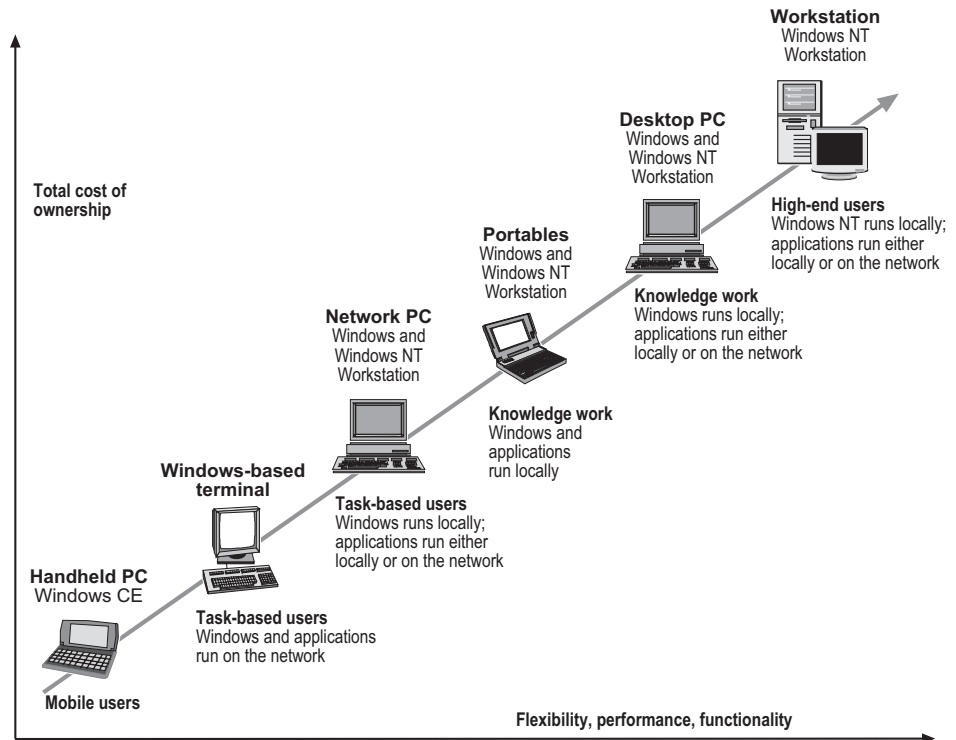 Workstation
Windows NT
Workstation
Desktop PC
Windows and
Windows NT
Workstation
Total cost of
ownership
High-end users
Windows NT runs locally;
applications run either
locally or on the network
Portables
Windows and
Windows NT
Workstation
Knowledge work
Windows runs locally;
applications run either
locally or on the network
Network PC
Windows and
Windows NT
Workstation
Knowledge work
Windows and
applications
run locally
Windows-based
terminal
Task-based users
Windows runs locally;
applications run either
locally or on the network
Handheld PC
Windows CE
Task-based users
Windows and applications
run on the network
Mobile users
Flexibility, performance, functionality